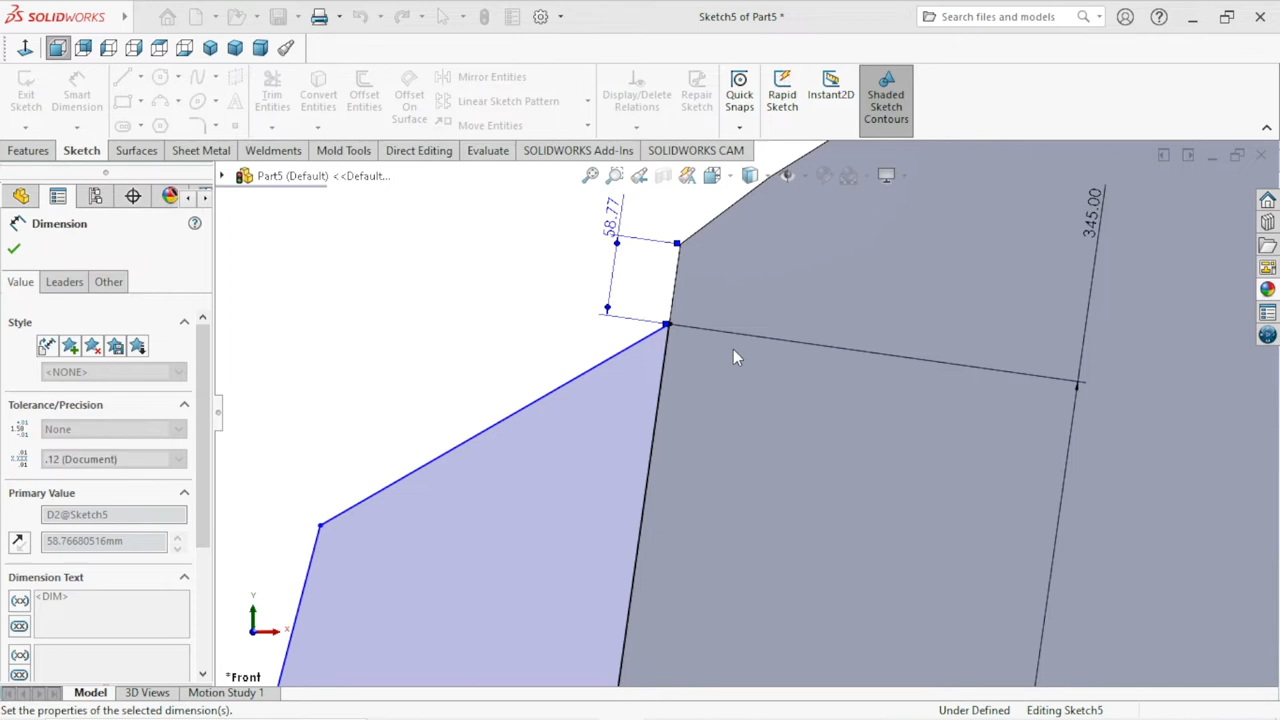 SOLIDWORKS
Sketch5 of Part5 *
Search files and models
Exit Sketch
Smart Dimension
Trim Entities
Convert Entities
Offset Entities
Offset On Surface
Mirror Entities
Linear Sketch Pattern
Move Entities
Display/Delete Relations
Repair Sketch
Quick Snaps
Rapid Sketch
Instant2D
Shaded Sketch Contours
Features
Sketch
Surfaces
Sheet Metal
Weldments
Mold Tools
Direct Editing
Evaluate
SOLIDWORKS Add-Ins
SOLIDWORKS CAM
Part5 (Default) <<Default...
Dimension
Value
Leaders
Other
Style
<NONE>
Tolerance/Precision
None
.12 (Document)
Primary Value
D2@Sketch5
58.76680516mm
Dimension Text
<DIM>
58.77
345.00
Y
X
*Front
Model
3D Views
Motion Study 1
Set the properties of the selected dimension(s).
Under Defined
Editing Sketch5